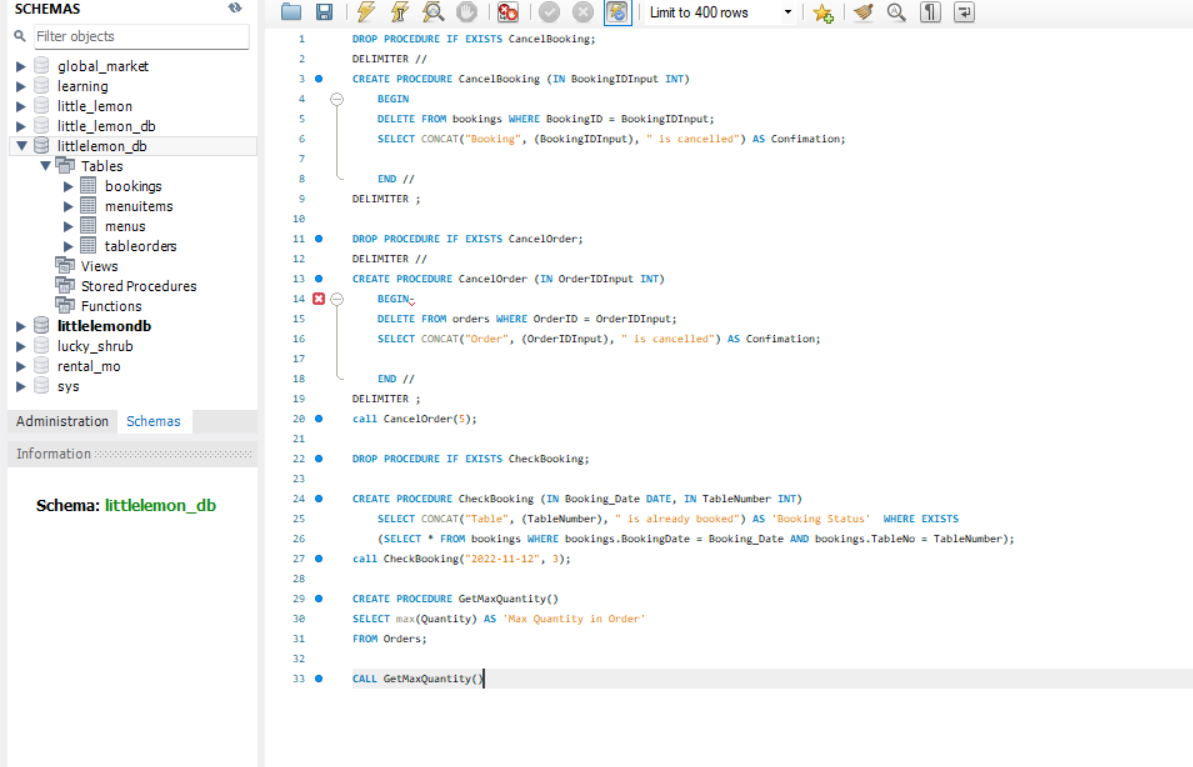 SCHEMAS
Filter objects
global_market
learning
little_lemon
little_lemon_db
littlelemon_db
Tables
bookings
menuitems
menus
tableorders
Views
Stored Procedures
Functions
littlelemondb
lucky_shrub
rental_mo
sys
Administration Schemas
Information
Schema: littlelemon_db
Limit to 400 rows
1 DROP PROCEDURE IF EXISTS CancelBooking;
2 DELIMITER //
3 CREATE PROCEDURE CancelBooking (IN BookingIDInput INT)
4 BEGIN
5 DELETE FROM bookings WHERE BookingID = BookingIDInput;
6 SELECT CONCAT("Booking", (BookingIDInput), " is cancelled") AS Confimation;
7
8 END //
9 DELIMITER ;
10
11 DROP PROCEDURE IF EXISTS CancelOrder;
12 DELIMITER //
13 CREATE PROCEDURE CancelOrder (IN OrderIDInput INT)
14 BEGIN-
15 DELETE FROM orders WHERE OrderID = OrderIDInput;
16 SELECT CONCAT("Order", (OrderIDInput), " is cancelled") AS Confimation;
17
18 END //
19 DELIMITER ;
20 call CancelOrder(5);
21
22 DROP PROCEDURE IF EXISTS CheckBooking;
23
24 CREATE PROCEDURE CheckBooking (IN Booking_Date DATE, IN TableNumber INT)
25 SELECT CONCAT("Table", (TableNumber), " is already booked") AS 'Booking Status' WHERE EXISTS
26 (SELECT * FROM bookings WHERE bookings.BookingDate = Booking_Date AND bookings.TableNo = TableNumber);
27 call CheckBooking("2022-11-12", 3);
28
29 CREATE PROCEDURE GetMaxQuantity()
30 SELECT max(Quantity) AS 'Max Quantity in Order'
31 FROM Orders;
32
33 CALL GetMaxQuantity()